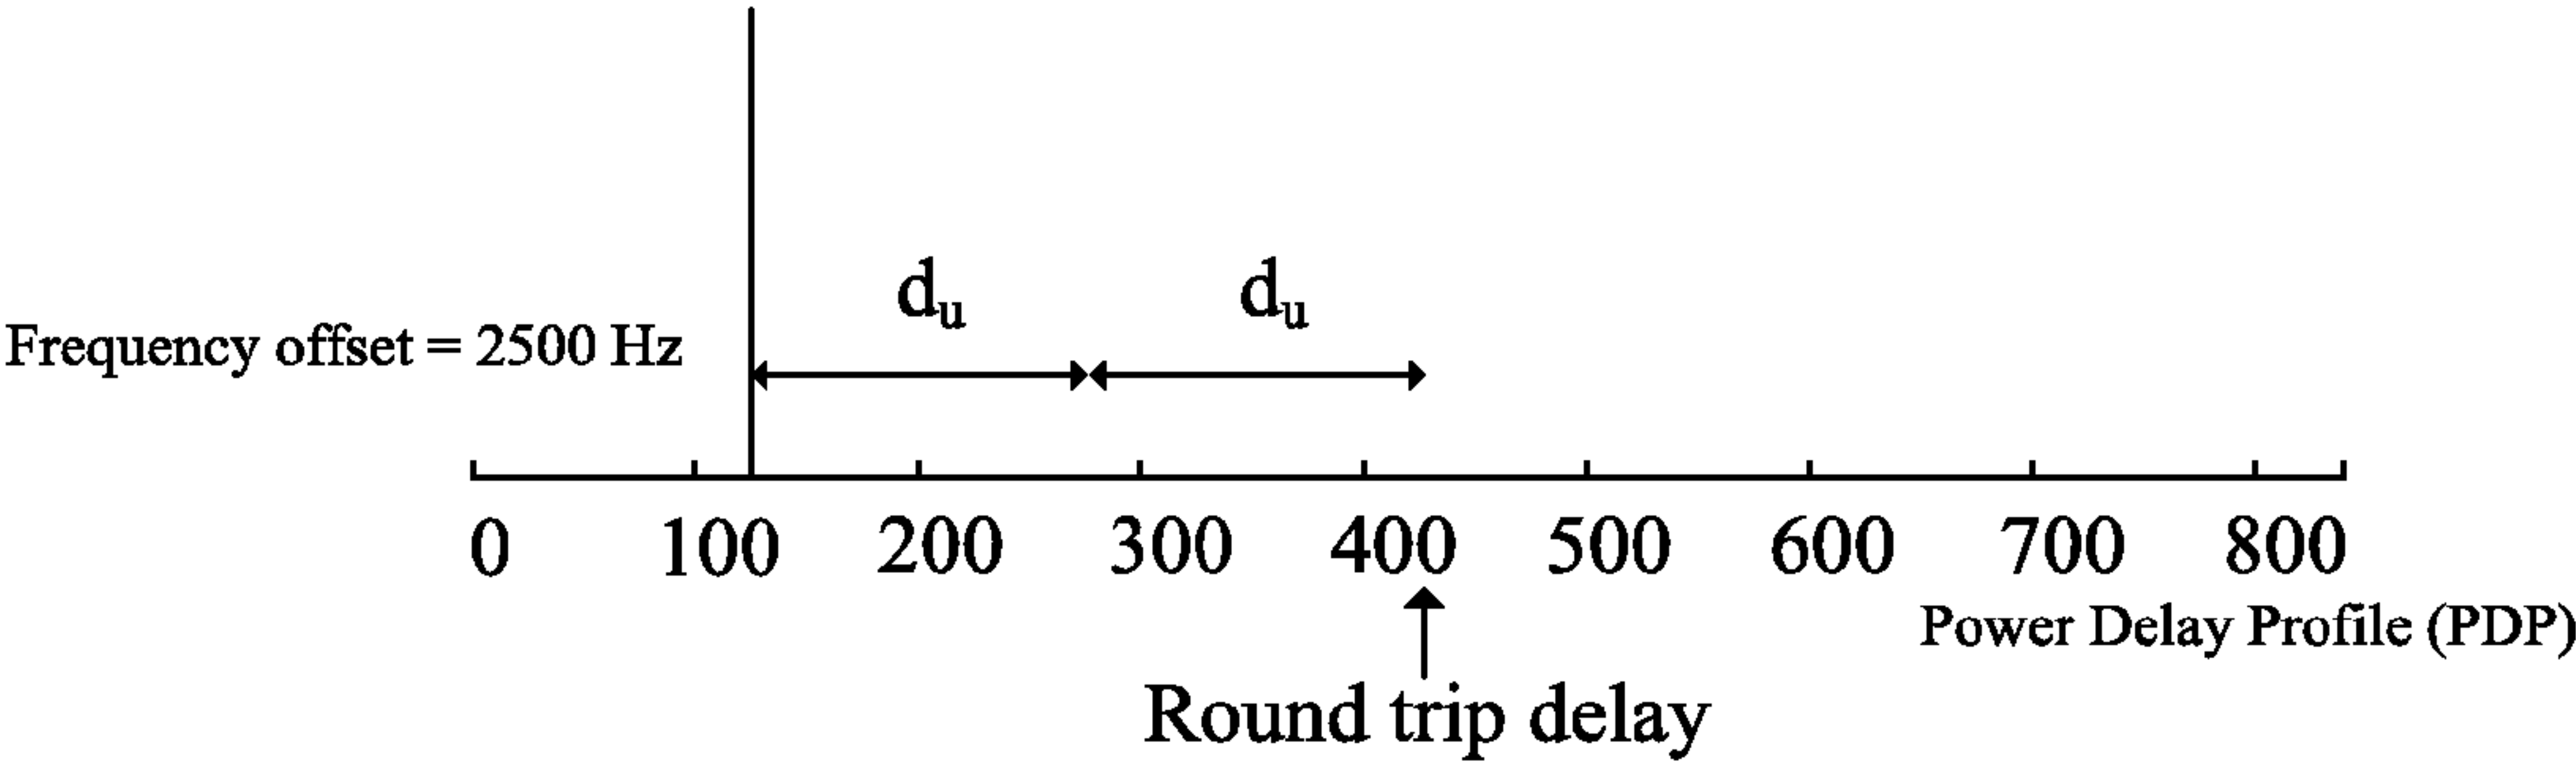 d_u d_u
Frequency offset = 2500 Hz
0 100 200 300 400 500 600 700 800
Power Delay Profile (PDP)
Round trip delay